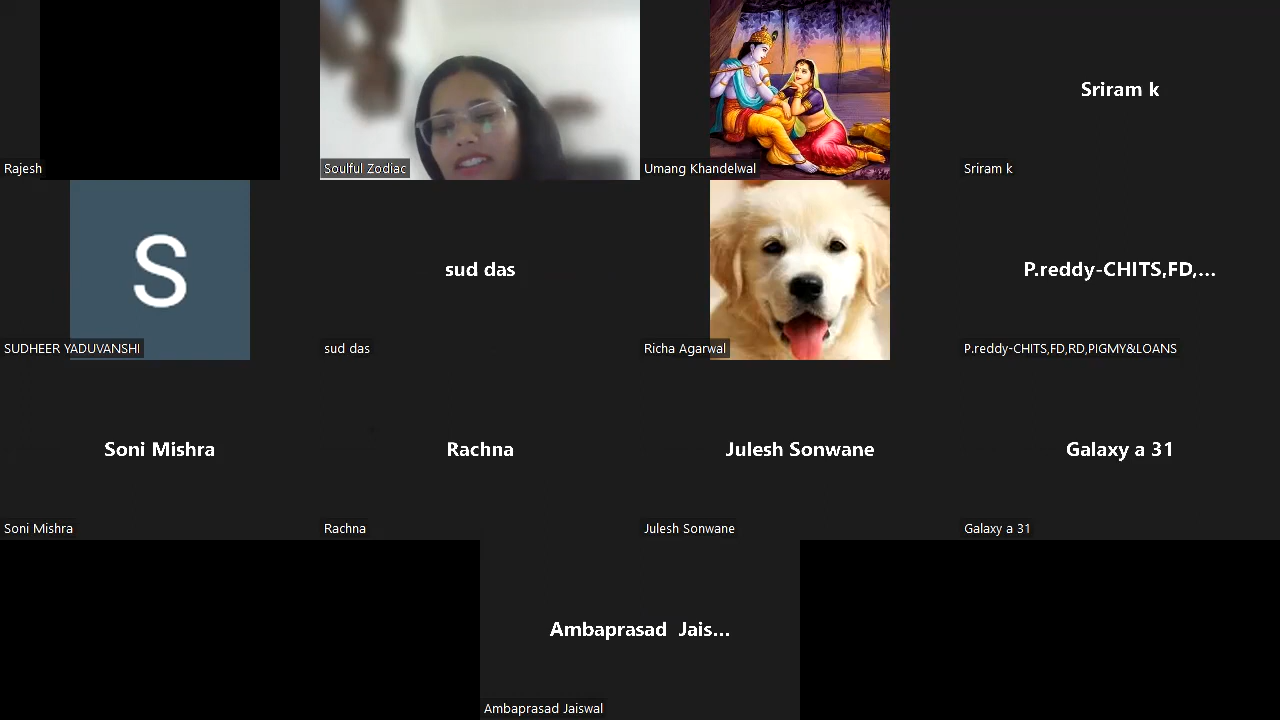 Rajesh
Soulful Zodiac
Umang Khandelwal
Sriram k
Sriram k
S
SUDHEER YADUVANSHI
sud das
sud das
Richa Agarwal
P.reddy-CHITS,FD,...
P.reddy-CHITS,FD,RD,PIGMY&LOANS
Soni Mishra
Soni Mishra
Rachna
Rachna
Julesh Sonwane
Julesh Sonwane
Galaxy a 31
Galaxy a 31
Ambaprasad  Jais...
Ambaprasad Jaiswal